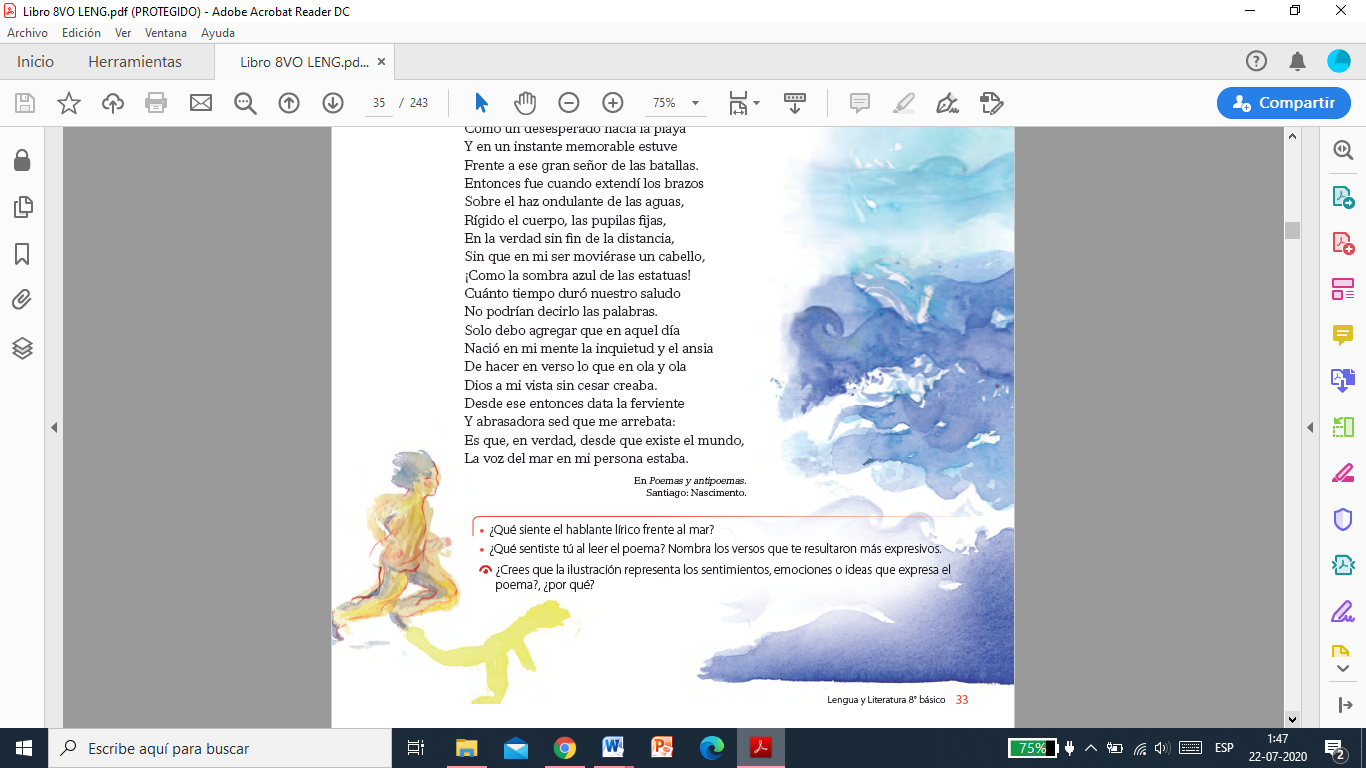 Libro 8VO LENG.pdf (PROTEGIDO) - Adobe Acrobat Reader DC
Archivo Edición Ver Ventana Ayuda
Inicio Herramientas Libro 8VO LENG.pd... ×
35 / 243 75% Compartir
Como un desesperado hacia la playa
Y en un instante memorable estuve
Frente a ese gran señor de las batallas.
Entonces fue cuando extendí los brazos
Sobre el haz ondulante de las aguas,
Rígido el cuerpo, las pupilas fijas,
En la verdad sin fin de la distancia,
Sin que en mi ser moviérase un cabello,
¡Como la sombra azul de las estatuas!
Cuánto tiempo duró nuestro saludo
No podrían decirlo las palabras.
Solo debo agregar que en aquel día
Nació en mi mente la inquietud y el ansia
De hacer en verso lo que en ola y ola
Dios a mi vista sin cesar creaba.
Desde ese entonces data la ferviente
Y abrasadora sed que me arrebata:
Es que, en verdad, desde que existe el mundo,
La voz del mar en mi persona estaba.
En Poemas y antipoemas.
Santiago: Nascimento.
• ¿Qué siente el hablante lírico frente al mar?
• ¿Qué sentiste tú al leer el poema? Nombra los versos que te resultaron más expresivos.
¿Crees que la ilustración representa los sentimientos, emociones o ideas que expresa el
poema?, ¿por qué?
Lengua y Literatura 8° básico 33
Escribe aquí para buscar
75% ESP 1:47
22-07-2020 2